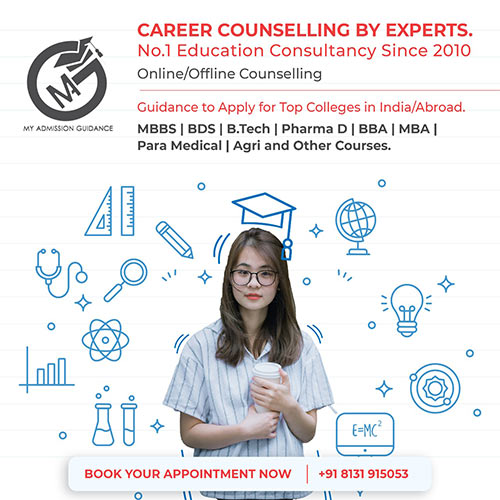 CAREER COUNSELLING BY EXPERTS.
No.1 Education Consultancy Since 2010
Online/Offline Counselling
MAG
MY ADMISSION GUIDANCE
Guidance to Apply for Top Colleges in India/Abroad.
MBBS | BDS | B.Tech | Pharma D | BBA | MBA |
Para Medical | Agri and Other Courses.
E=MC²
BOOK YOUR APPOINTMENT NOW | +91 8131 915053